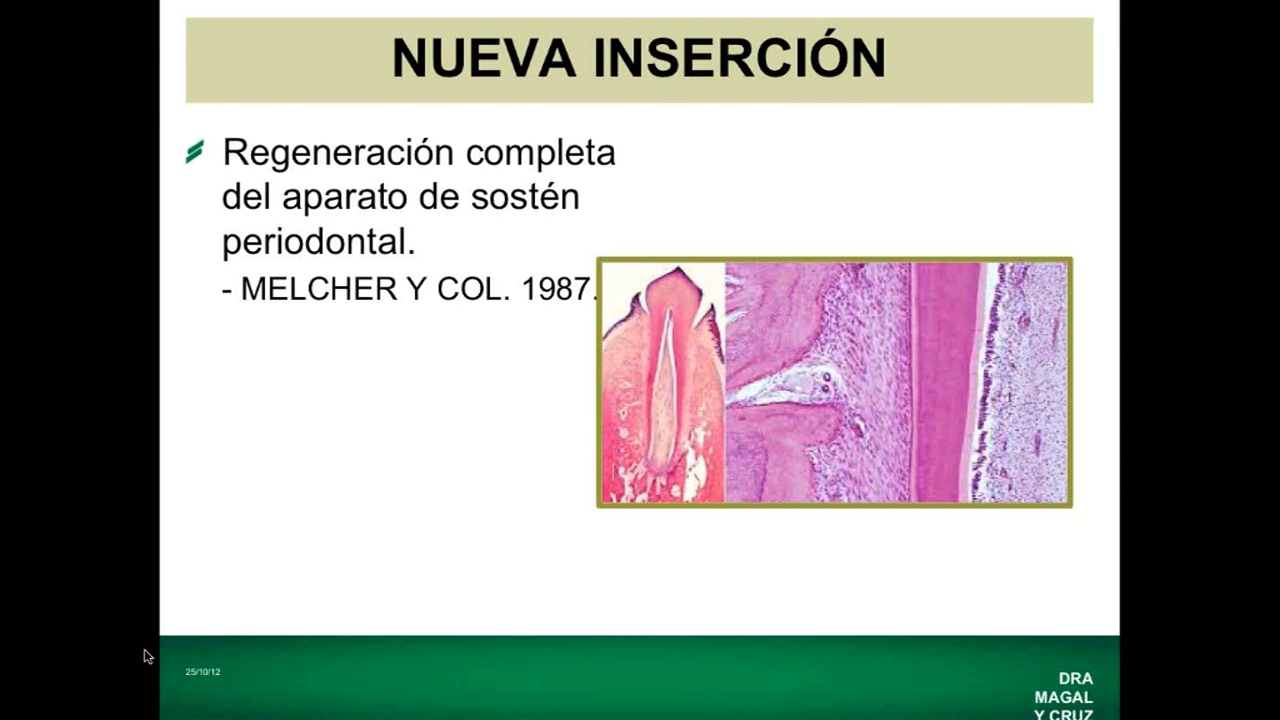 NUEVA INSERCIÓN
Regeneración completa
del aparato de sostén
periodontal.
- MELCHER Y COL. 1987.
25/10/12
DRA
MAGAL
Y CRUZ